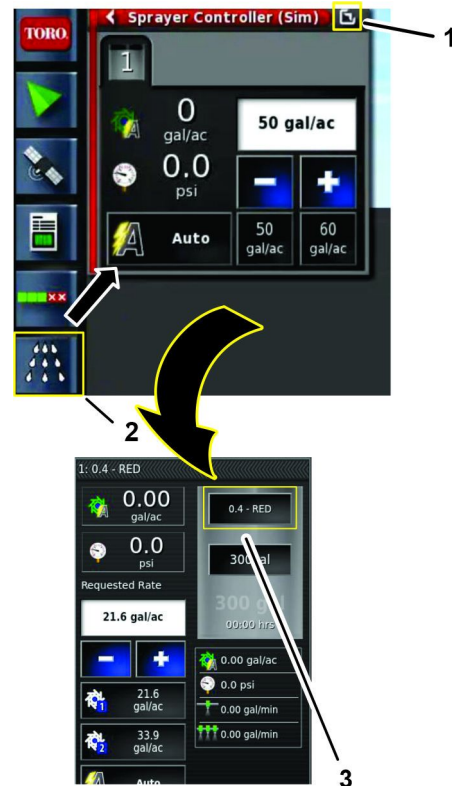 TORO.
Sprayer Controller (Sim)
1
1
0
gal/ac
50 gal/ac
0.0
psi
Auto
50
gal/ac
60
gal/ac
2
1: 0.4 - RED
0.00
gal/ac
0.4 - RED
0.0
psi
300 gal
Requested Rate
300 gal
00:00 hrs
21.6 gal/ac
0.00 gal/ac
0.0 psi
1
21.6
gal/ac
0.00 gal/min
2
33.9
gal/ac
0.00 gal/min
Auto
3